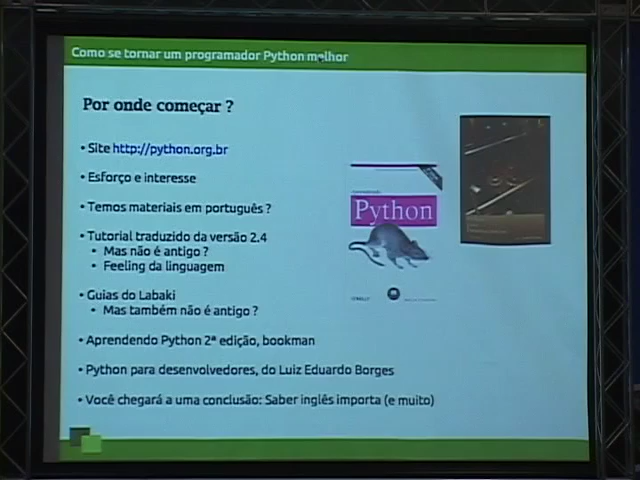 Como se tornar um programador Python melhor
Por onde começar ?
• Site http://python.org.br
• Esforço e interesse
• Temos materiais em português ?
• Tutorial traduzido da versão 2.4
• Mas não é antigo ?
• Feeling da linguagem
• Guias do Labaki
• Mas também não é antigo ?
• Aprendendo Python 2ª edição, bookman
• Python para desenvolvedores, do Luiz Eduardo Borges
• Você chegará a uma conclusão: Saber inglês importa (e muito)
Python